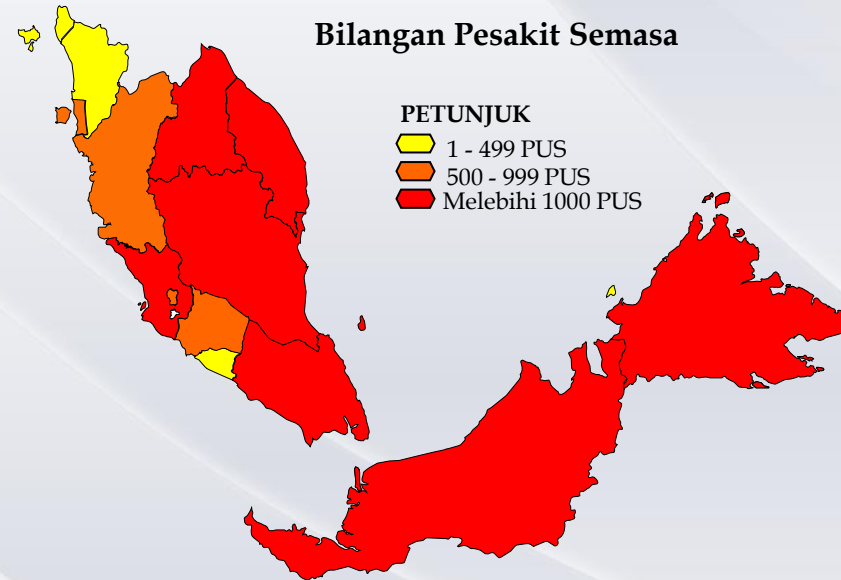 Bilangan Pesakit Semasa
PETUNJUK
1 - 499 PUS
500 - 999 PUS
Melebihi 1000 PUS